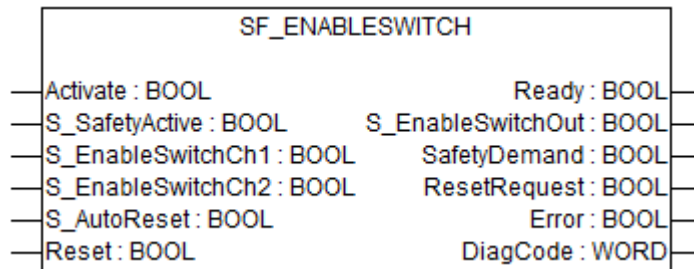 SF_ENABLESWITCH
Activate : BOOL Ready : BOOL
S_SafetyActive : BOOL S_EnableSwitchOut : BOOL
S_EnableSwitchCh1 : BOOL SafetyDemand : BOOL
S_EnableSwitchCh2 : BOOL ResetRequest : BOOL
S_AutoReset : BOOL Error : BOOL
Reset : BOOL DiagCode : WORD